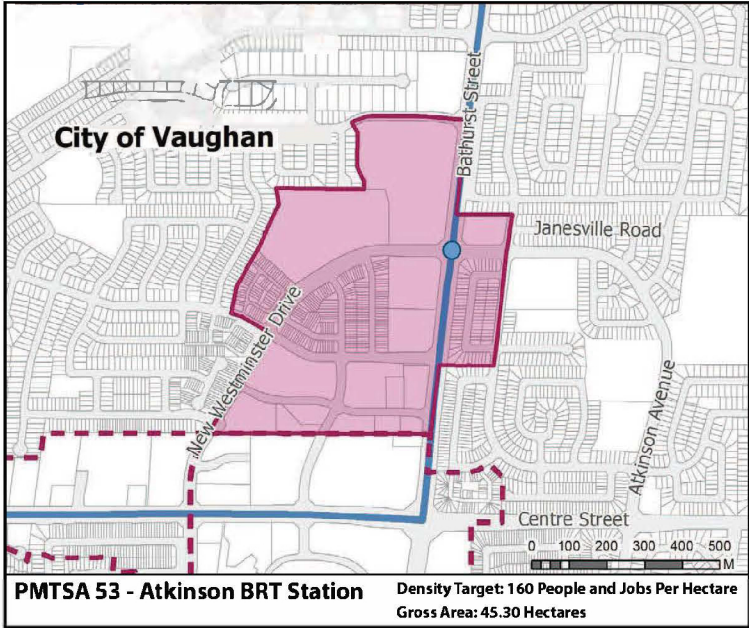 Bathurst Street
City of Vaughan
Janesville Road
New Westminster Drive
Atkinson Avenue
Centre Street
0 100 200 300 400 500
M
PMTSA 53 - Atkinson BRT Station
Density Target: 160 People and Jobs Per Hectare
Gross Area: 45.30 Hectares